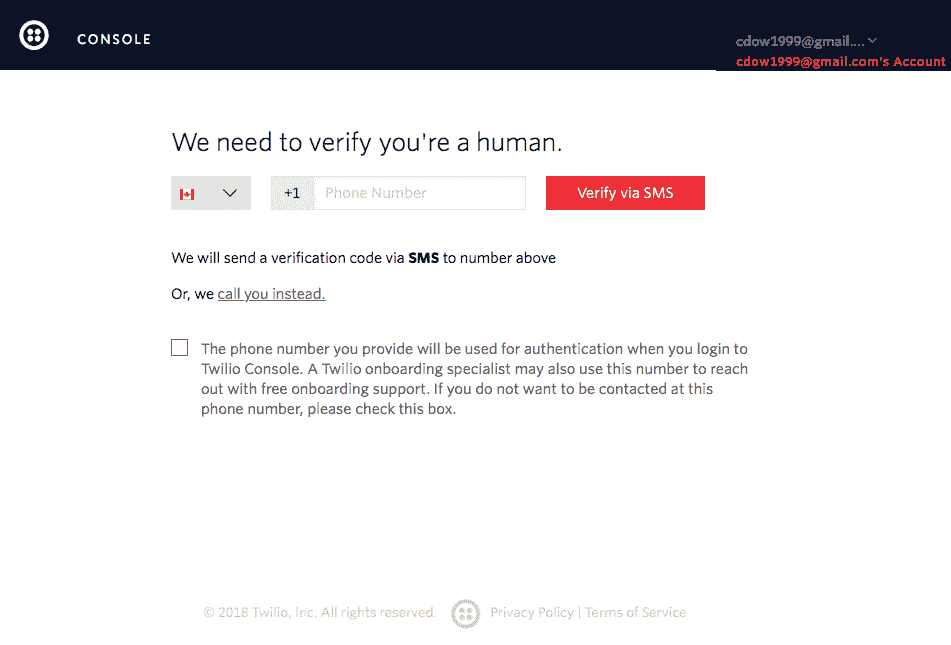 CONSOLE
cdow1999@gmail....
cdow1999@gmail.com's Account
We need to verify you're a human.
+1 Phone Number Verify via SMS
We will send a verification code via SMS to number above
Or, we call you instead.
The phone number you provide will be used for authentication when you login to
Twilio Console. A Twilio onboarding specialist may also use this number to reach
out with free onboarding support. If you do not want to be contacted at this
phone number, please check this box.
© 2018 Twilio, Inc. All rights reserved. Privacy Policy | Terms of Service